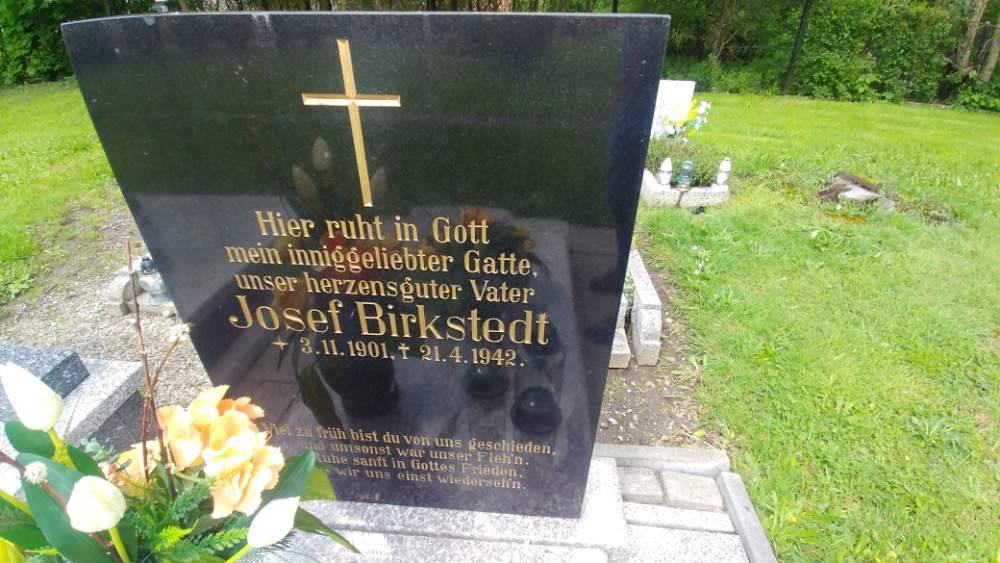 Hier ruht in Gott
mein inniggeliebter Gatte,
unser herzensguter Vater
Josef Birkstedt
3.11.1901. ✝ 21.4.1942.
Viel zu früh bist du von uns geschieden,
und umsonst war unser Fleh'n.
Ruhe sanft in Gottes Frieden,
wir uns einst wiederseh'n.